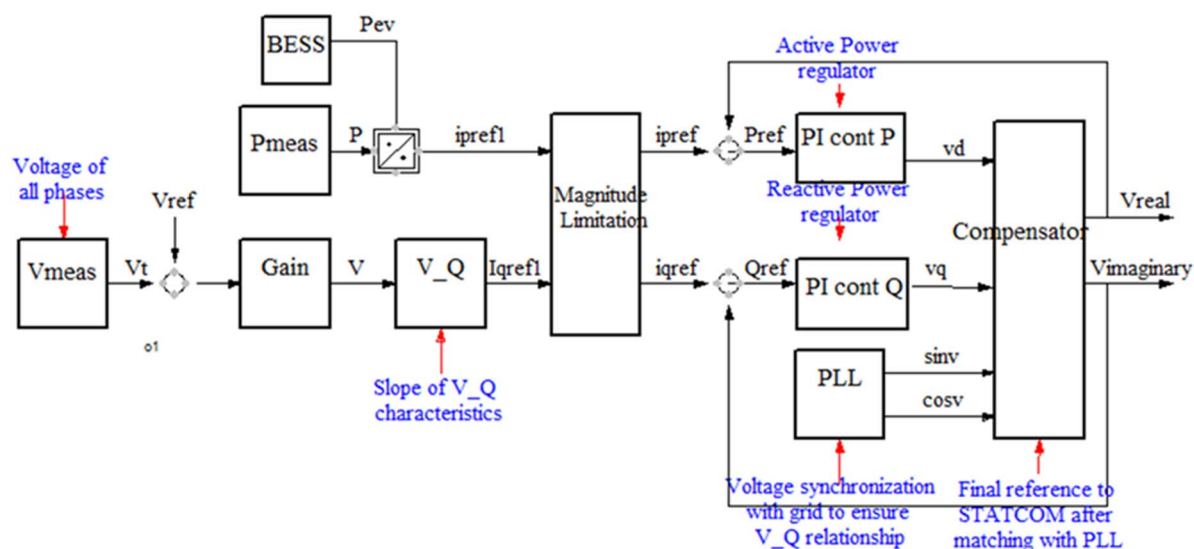 Pev
BESS
Active Power
regulator
Pmeas
P
ipref1
ipref
Pref
PI cont P
vd
Voltage of
all phases
Magnitude
Limitation
Reactive Power
regulator
Vref
Vreal
Compensator
Vmeas
Vt
Gain
V
V_Q
Iqref1
iqref
Qref
PI cont Q
vq
Vimaginary
o1
Slope of V_Q
characteristics
PLL
sinv
cosv
Voltage synchronization
with grid to ensure
V_Q relationship
Final reference to
STATCOM after
matching with PLL